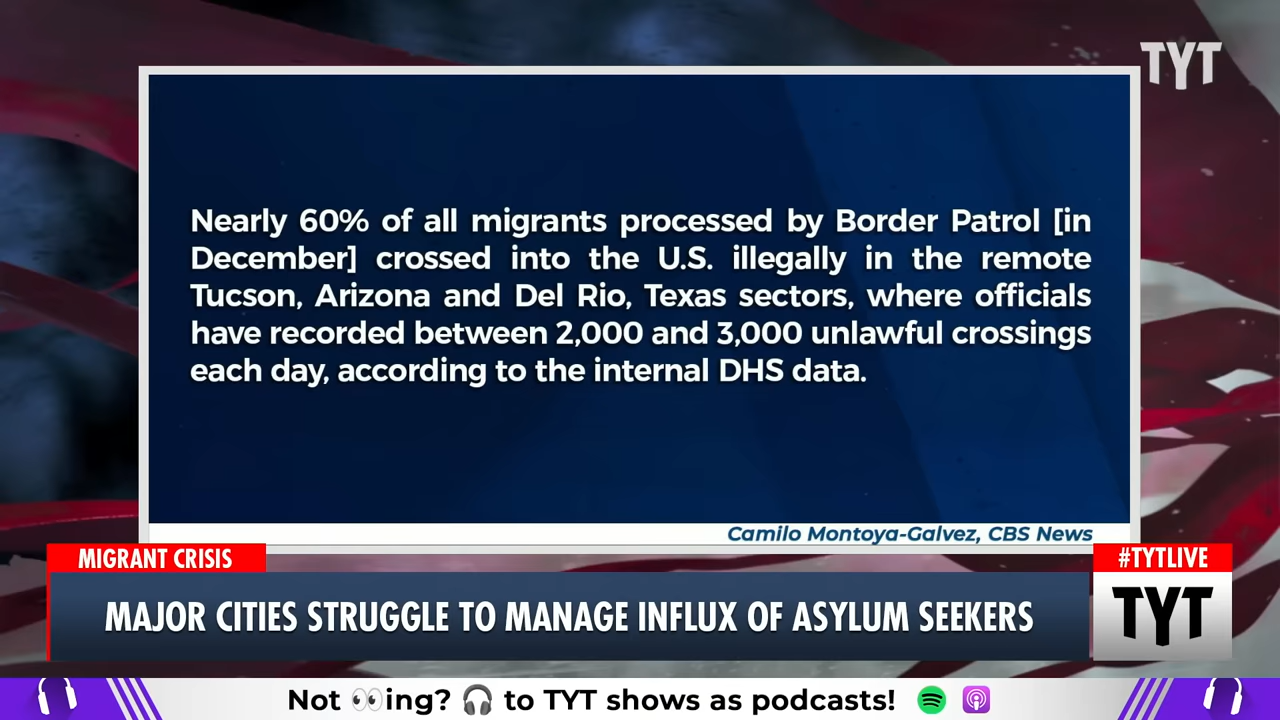 TYT
Nearly 60% of all migrants processed by Border Patrol [in
December] crossed into the U.S. illegally in the remote
Tucson, Arizona and Del Rio, Texas sectors, where officials
have recorded between 2,000 and 3,000 unlawful crossings
each day, according to the internal DHS data.
Camilo Montoya-Galvez, CBS News
MIGRANT CRISIS
#TYTLIVE
MAJOR CITIES STRUGGLE TO MANAGE INFLUX OF ASYLUM SEEKERS
TYT
Not 👀ing? 🎧 to TYT shows as podcasts!